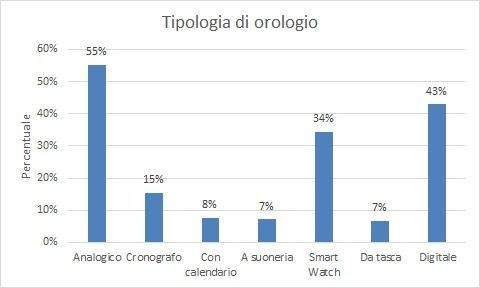 Tipologia di orologio
60%
50%
40%
30%
20%
10%
0%
Percentuale
55%
15%
8%
7%
34%
7%
43%
Analogico
Cronografo
Con
calendario
A suoneria
Smart
Watch
Da tasca
Digitale